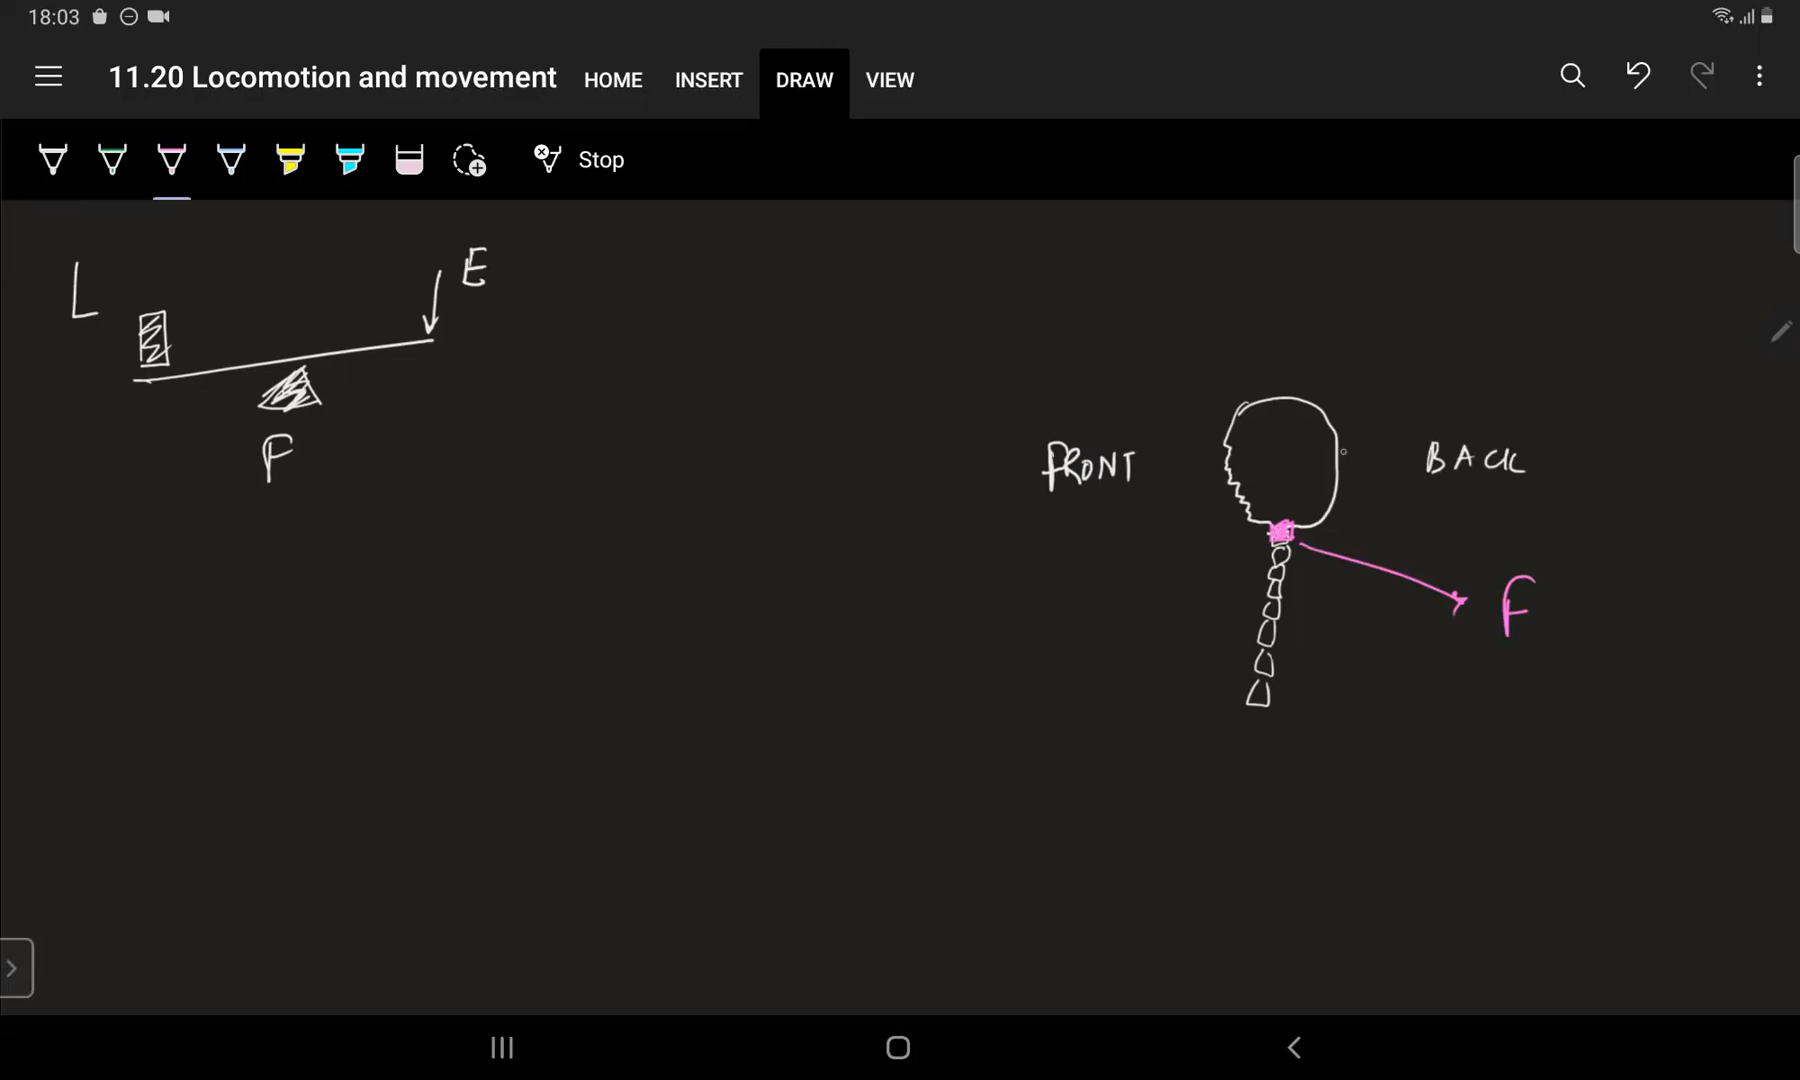 18:03
11.20 Locomotion and movement HOME INSERT DRAW VIEW
Stop
L
E
F
FRONT
BACK
F